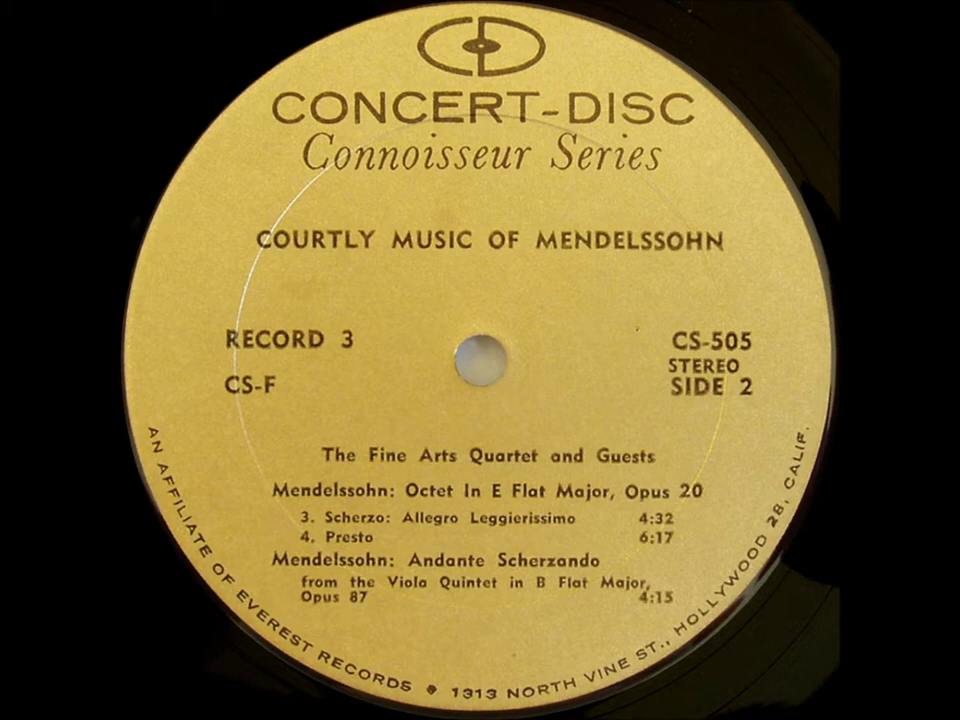 CD
CONCERT-DISC
Connoisseur Series
COURTLY MUSIC OF MENDELSSOHN
RECORD 3
CS-505
STEREO
CS-F
SIDE 2
The Fine Arts Quartet and Guests
Mendelssohn: Octet In E Flat Major, Opus 20
3. Scherzo: Allegro Leggierissimo 4:32
4. Presto 6:17
Mendelssohn: Andante Scherzando
from the Viola Quintet in B Flat Major,
Opus 87 4:15
AN AFFILIATE OF EVEREST RECORDS ● 1313 NORTH VINE ST., HOLLYWOOD 28, CALIF.